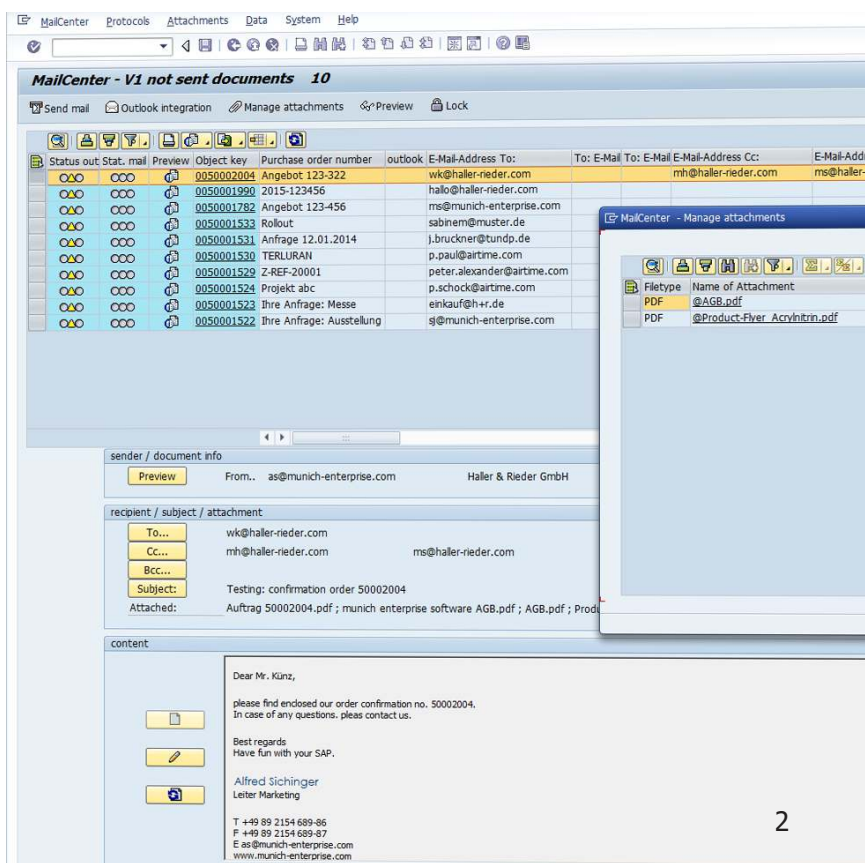 MailCenter Protocols Attachments Data System Help
MailCenter - V1 not sent documents 10
Send mail Outlook integration Manage attachments Preview Lock
Status out Stat. mail Preview Object key Purchase order number outlook E-Mail-Address To: To: E-Mail To: E-Mail E-Mail-Address Cc: E-Mail-Addr
0050002004 Angebot 123-322 wk@haller-rieder.com mh@haller-rieder.com ms@haller-
0050001990 2015-123456 hallo@haller-rieder.com
0050001782 Angebot 123-456 ms@munich-enterprise.com
0050001533 Rollout sabinem@muster.de
0050001531 Anfrage 12.01.2014 j.bruckner@tundp.de
0050001530 TERLURAN p.paul@airtime.com
0050001529 Z-REF-20001 peter.alexander@airtime.com
0050001524 Projekt abc p.schock@airtime.com
0050001523 Ihre Anfrage: Messe einkauf@h+r.de
0050001522 Ihre Anfrage: Ausstellung sj@munich-enterprise.com
MailCenter - Manage attachments
Filetype Name of Attachment
PDF @AGB.pdf
PDF @Product-Flyer_Acrylnitrin.pdf
sender / document info
Preview From.. as@munich-enterprise.com Haller & Rieder GmbH
recipient / subject / attachment
To... wk@haller-rieder.com
Cc... mh@haller-rieder.com ms@haller-rieder.com
Bcc...
Subject: Testing: confirmation order 50002004
Attached: Auftrag 50002004.pdf ; munich enterprise software AGB.pdf ; AGB.pdf ; Produ
content
Dear Mr. Künz,
please find enclosed our order confirmation no. 50002004.
In case of any questions. pleas contact us.
Best regards
Have fun with your SAP.
Alfred Sichinger
Leiter Marketing
T +49 89 2154 689-86
F +49 89 2154 689-87
E as@munich-enterprise.com
www.munich-enterprise.com
2